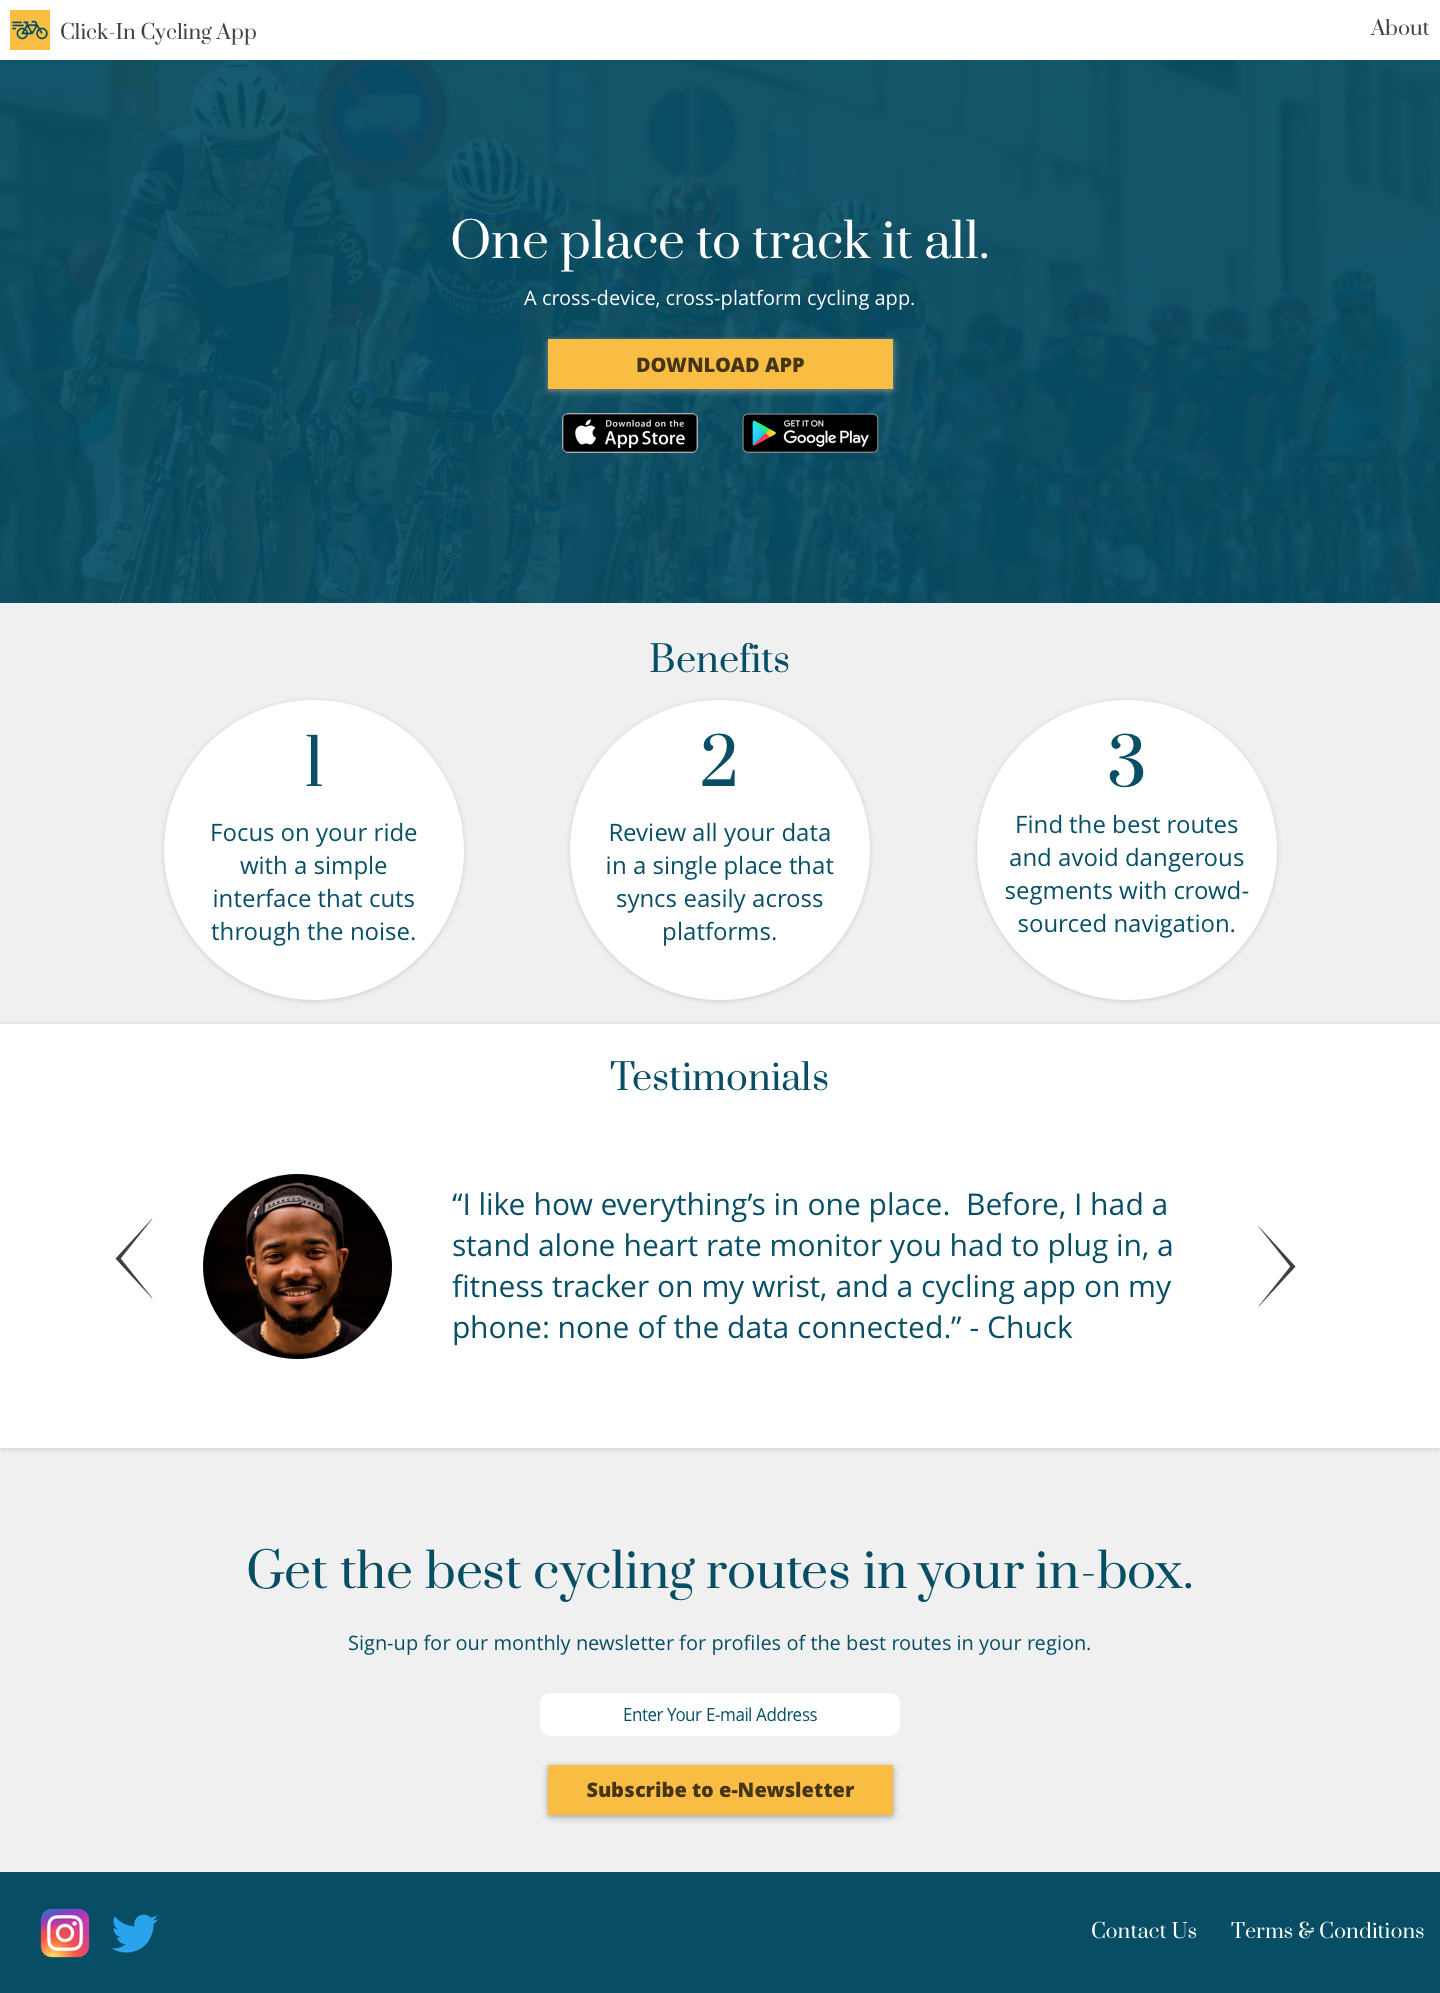 Click-In Cycling App
About
One place to track it all.
A cross-device, cross-platform cycling app.
DOWNLOAD APP
Download on the
App Store
GET IT ON
Google Play
Benefits
1
Focus on your ride
with a simple
interface that cuts
through the noise.
2
Review all your data
in a single place that
syncs easily across
platforms.
3
Find the best routes
and avoid dangerous
segments with crowd-
sourced navigation.
Testimonials
“I like how everything’s in one place.  Before, I had a
stand alone heart rate monitor you had to plug in, a
fitness tracker on my wrist, and a cycling app on my
phone: none of the data connected.” - Chuck
Get the best cycling routes in your in-box.
Sign-up for our monthly newsletter for profiles of the best routes in your region.
Enter Your E-mail Address
Subscribe to e-Newsletter
Contact Us
Terms & Conditions